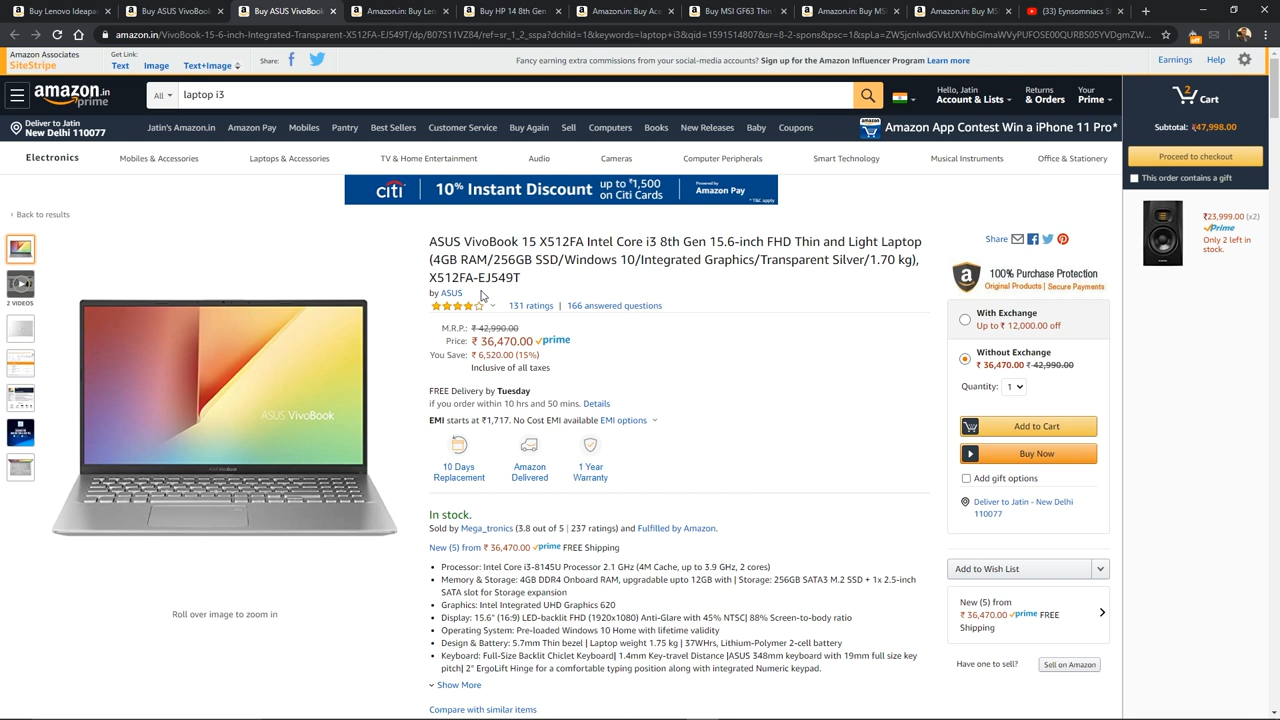 Buy Lenovo Ideapa
Buy ASUS VivoBook
Buy ASUS VivoBook
Amazon.in: Buy Len
Buy HP 14 8th Gen
Amazon.in: Buy Ace
Buy MSI GF63 Thin
Amazon.in: Buy MS
Amazon.in: Buy MS
(33) Eynsomniacs S
amazon.in/VivoBook-15-6-inch-Integrated-Transparent-X512FA-EJ549T/dp/B07S11VZ84/ref=sr_1_2_sspa?dchild=1&keywords=laptop+i3&qid=1591514807&sr=8-2-spons&psc=1&spLa=
Amazon Associates
SiteStripe
Get Link:
Text
Image
Text+Image
Share:
Fancy earning extra commissions from your social-media accounts? Sign up for the Amazon Influencer Program Learn more
Earnings
Help
amazon.in
prime
All
laptop i3
Hello, Jatin
Account & Lists
Returns
& Orders
Your
Prime
2
Cart
Deliver to Jatin
New Delhi 110077
Jatin's Amazon.in
Amazon Pay
Mobiles
Pantry
Best Sellers
Customer Service
Buy Again
Sell
Computers
Books
New Releases
Baby
Coupons
Amazon App Contest Win a iPhone 11 Pro*
Subtotal: ₹47,998.00
Proceed to checkout
This order contains a gift
Electronics
Mobiles & Accessories
Laptops & Accessories
TV & Home Entertainment
Audio
Cameras
Computer Peripherals
Smart Technology
Musical Instruments
Office & Stationery
citi
10% Instant Discount
up to ₹1,500
on Citi Cards
Powered by
Amazon Pay
*T&C apply
₹23,999.00 (x2)
prime
Only 2 left in
stock.
‹ Back to results
2 VIDEOS
ASUS VivoBook
ASUS VivoBook
Roll over image to zoom in
ASUS VivoBook 15 X512FA Intel Core i3 8th Gen 15.6-inch FHD Thin and Light Laptop
(4GB RAM/256GB SSD/Windows 10/Integrated Graphics/Transparent Silver/1.70 kg),
X512FA-EJ549T
by ASUS
131 ratings | 166 answered questions
M.R.P.: ₹ 42,990.00
Price: ₹ 36,470.00 prime
You Save: ₹ 6,520.00 (15%)
Inclusive of all taxes
FREE Delivery by Tuesday
if you order within 10 hrs and 50 mins. Details
EMI starts at ₹1,717. No Cost EMI available EMI options
10 Days
Replacement
Amazon
Delivered
1 Year
Warranty
In stock.
Sold by Mega_tronics (3.8 out of 5 | 237 ratings) and Fulfilled by Amazon.
New (5) from ₹ 36,470.00 prime FREE Shipping
• Processor: Intel Core i3-8145U Processor 2.1 GHz (4M Cache, up to 3.9 GHz, 2 cores)
• Memory & Storage: 4GB DDR4 Onboard RAM, upgradable upto 12GB with | Storage: 256GB SATA3 M.2 SSD + 1x 2.5-inch
SATA slot for Storage expansion
• Graphics: Intel Integrated UHD Graphics 620
• Display: 15.6" (16:9) LED-backlit FHD (1920x1080) Anti-Glare with 45% NTSC| 88% Screen-to-body ratio
• Operating System: Pre-loaded Windows 10 Home with lifetime validity
• Design & Battery: 5.7mm Thin bezel | Laptop weight 1.75 kg | 37WHrs, Lithium-Polymer 2-cell battery
• Keyboard: Full-Size Backlit Chiclet Keyboard| 1.4mm Key-travel Distance |ASUS 348mm keyboard with 19mm full size key
pitch| 2° ErgoLift Hinge for a comfortable typing position along with integrated Numeric keypad.
Show More
Compare with similar items
Share
100% Purchase Protection
Original Products | Secure Payments
With Exchange
Up to ₹ 12,000.00 off
Without Exchange
₹ 36,470.00 ₹ 42,990.00
Quantity: 1
Add to Cart
Buy Now
Add gift options
Deliver to Jatin - New Delhi
110077
Add to Wish List
New (5) from
₹ 36,470.00 prime FREE
Shipping
Have one to sell?
Sell on Amazon